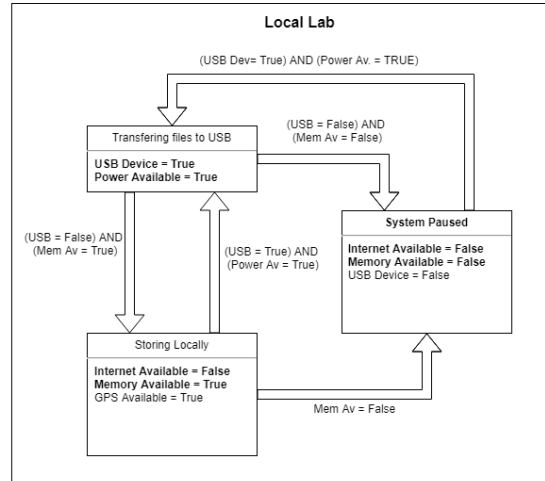 Local Lab
(USB Dev= True) AND (Power Av. = TRUE)
Transfering files to USB
USB Device = True
Power Available = True
(USB = False) AND
(Mem Av = False)
(USB = False) AND
(Mem Av = True)
(USB = True) AND
(Power Av = True)
System Paused
Internet Available = False
Memory Available = False
USB Device = False
Storing Locally
Internet Available = False
Memory Available = True
GPS Available = True
Mem Av = False